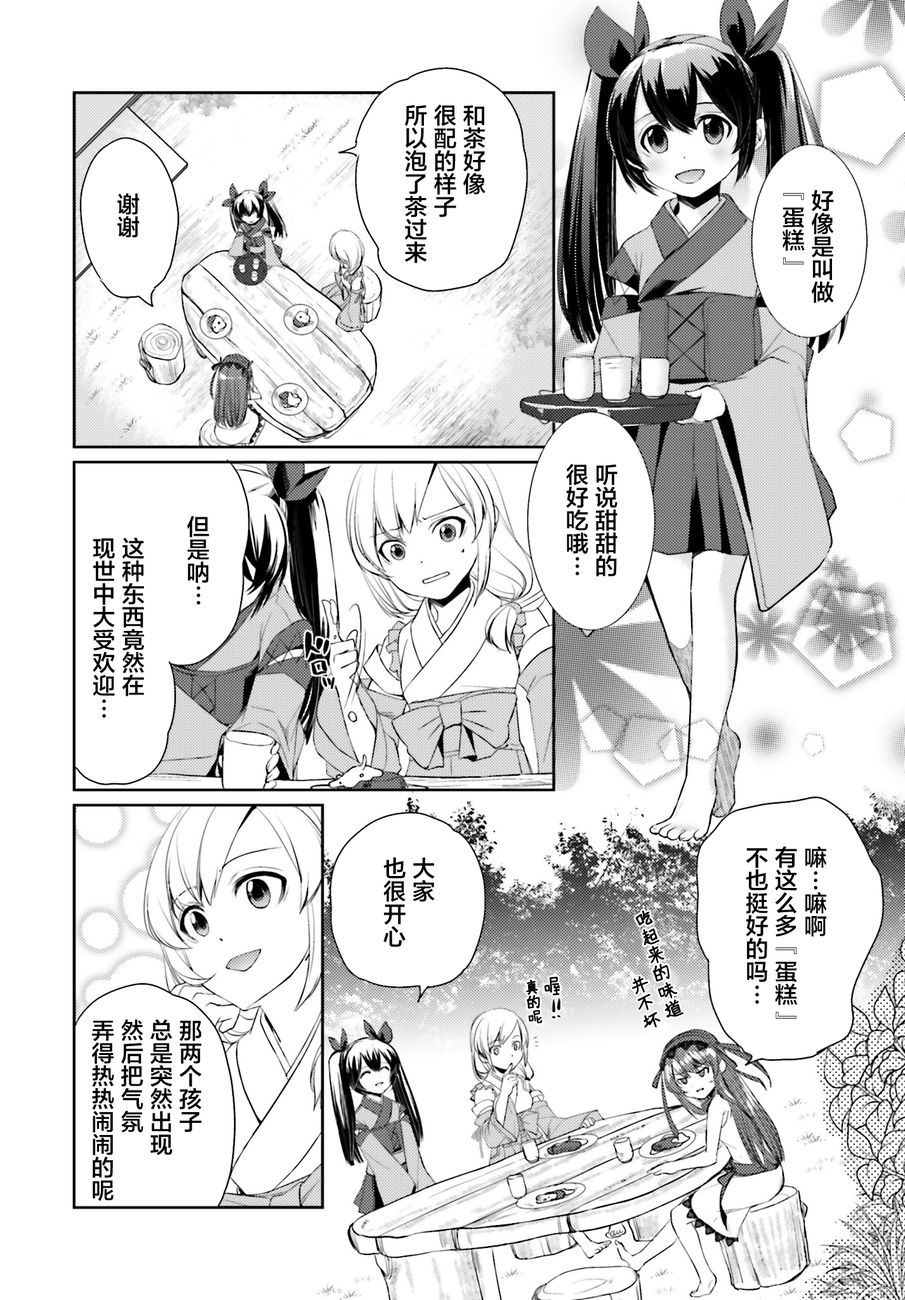 好像是叫做
『蛋糕』
听说甜甜的
很好吃哦…
和茶好像
很配的样子
所以泡了茶过来
谢谢
但是呐…
这种东西竟然在
现世中大受欢迎…
ドロッ
嘛…嘛啊
有这么多『蛋糕』
不也挺好的吗…
吃起来的味道
并不坏
喔!!
真的呢
大家
也很开心
那两个孩子
总是突然出现
然后把气氛
弄得热热闹闹的呢